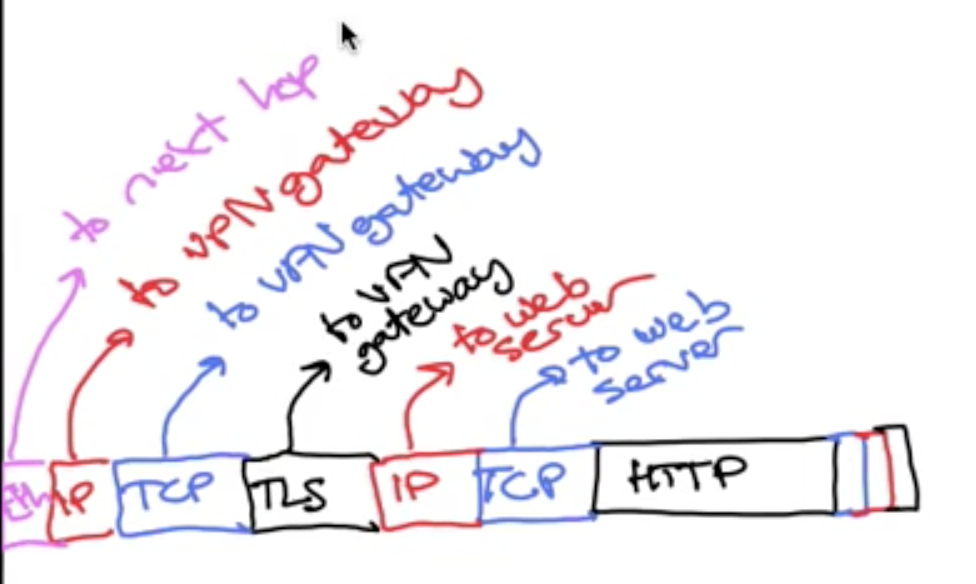 to next hop
to VPN gateway
to VPN gateway
to VPN
gateway
to web
server
to web
server
Eth IP TCP TLS IP TCP HTTP